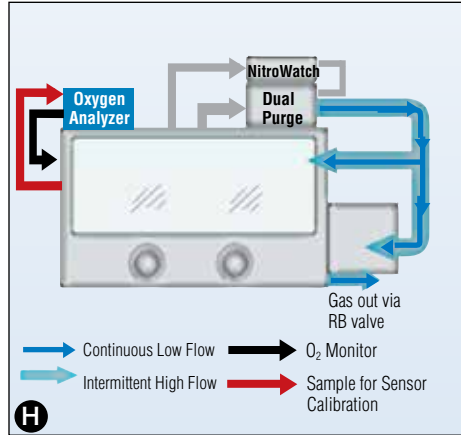 NitroWatch
Oxygen
Analyzer
Dual
Purge
Gas out via
RB valve
Continuous Low Flow
O₂ Monitor
Intermittent High Flow
Sample for Sensor
Calibration
H